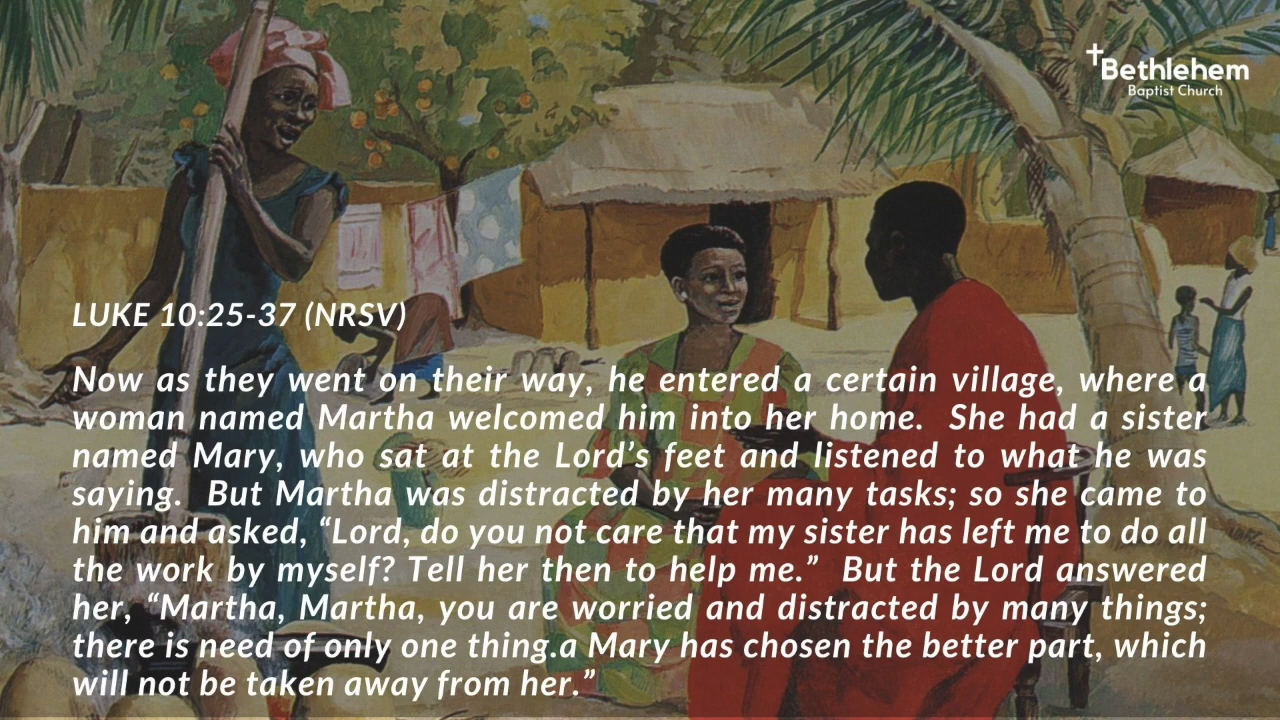 Bethlehem
Baptist Church
LUKE 10:25-37 (NRSV)
Now as they went on their way, he entered a certain village, where a
woman named Martha welcomed him into her home.  She had a sister
named Mary, who sat at the Lord’s feet and listened to what he was
saying.  But Martha was distracted by her many tasks; so she came to
him and asked, “Lord, do you not care that my sister has left me to do all
the work by myself? Tell her then to help me.”  But the Lord answered
her, “Martha, Martha, you are worried and distracted by many things;
there is need of only one thing.a Mary has chosen the better part, which
will not be taken away from her.”